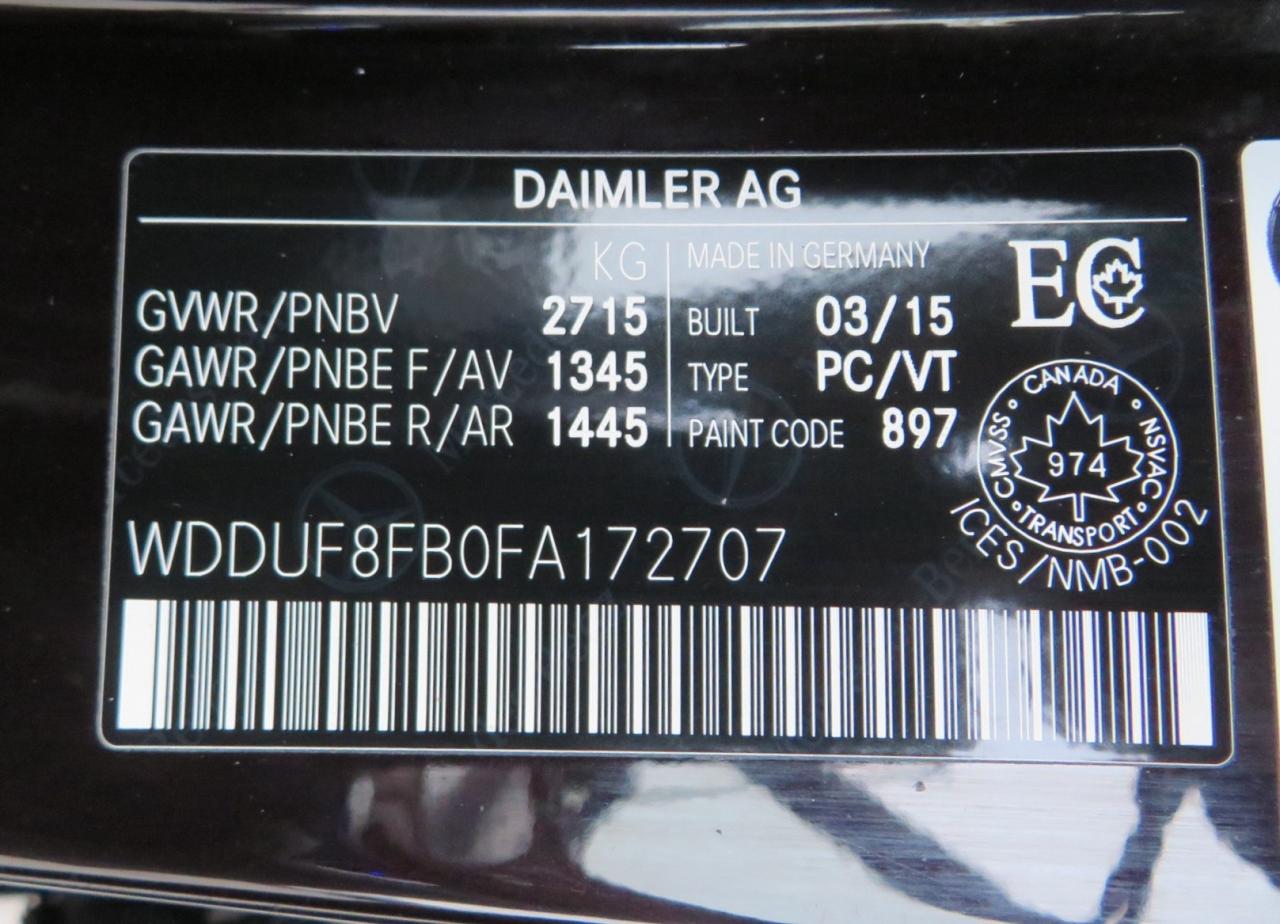 DAIMLER AG
KG
GVWR/PNBV 2715
GAWR/PNBE F/AV 1345
GAWR/PNBE R/AR 1445
MADE IN GERMANY
BUILT 03/15
TYPE PC/VT
PAINT CODE 897
EC
CANADA
CMVSS NSVAC
974
TRANSPORT
ICES/NMB-002
WDDUF8FB0FA172707